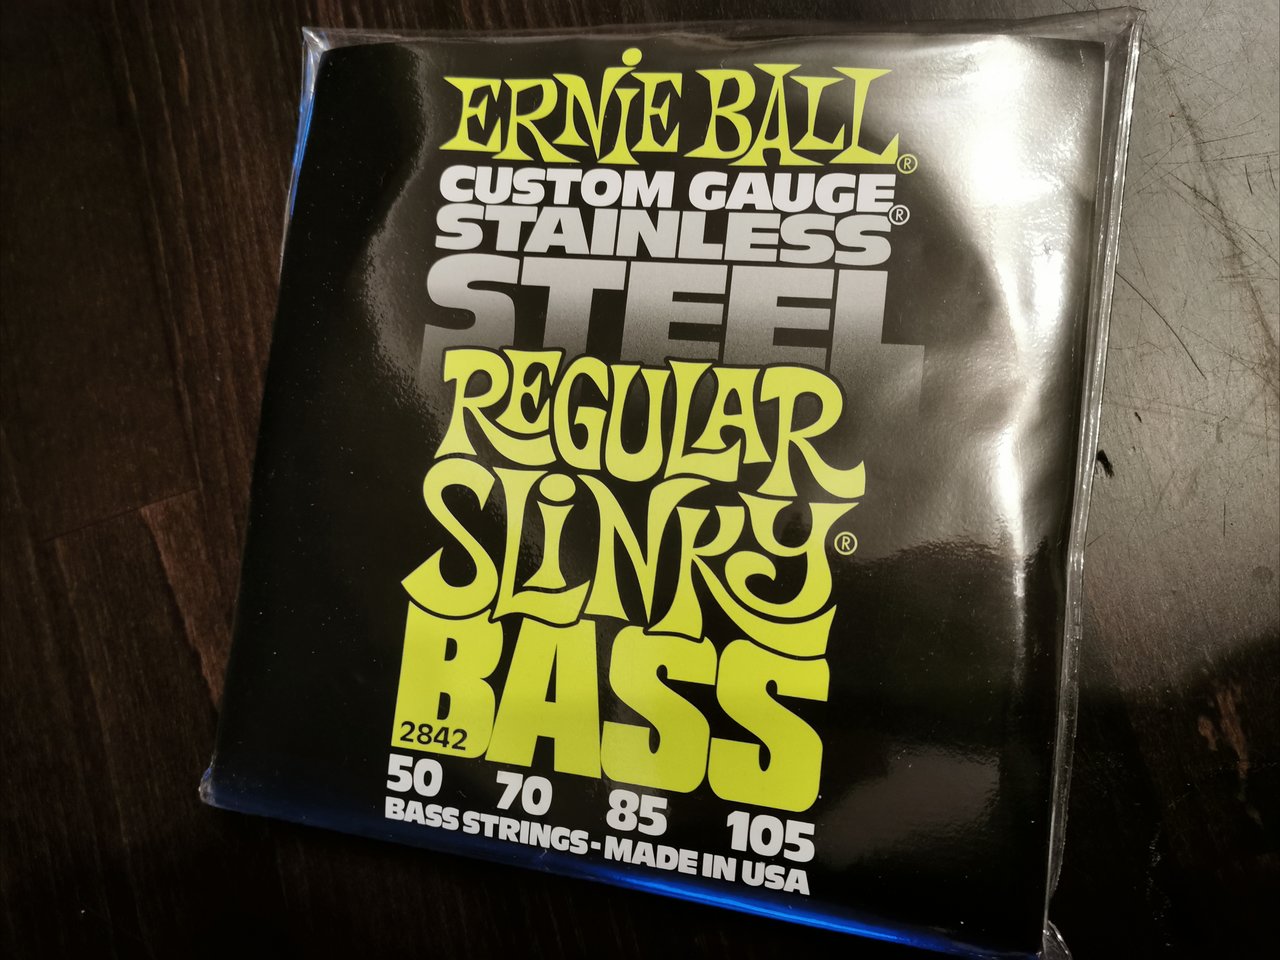 ERNIE BALL®
CUSTOM GAUGE®
STAINLESS
STEEL
REGULAR
SLINKY®
BASS
2842
50 70 85 105
BASS STRINGS - MADE IN USA